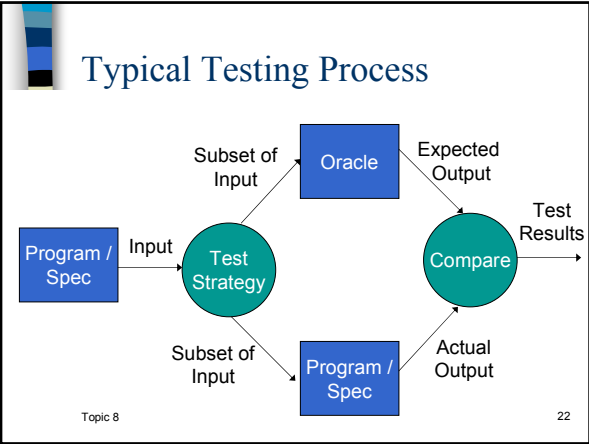 Typical Testing Process
Subset of
Input
Oracle
Expected
Output
Test
Results
Program /
Spec
Input
Test
Strategy
Compare
Subset of
Input
Program /
Spec
Actual
Output
Topic 8
22